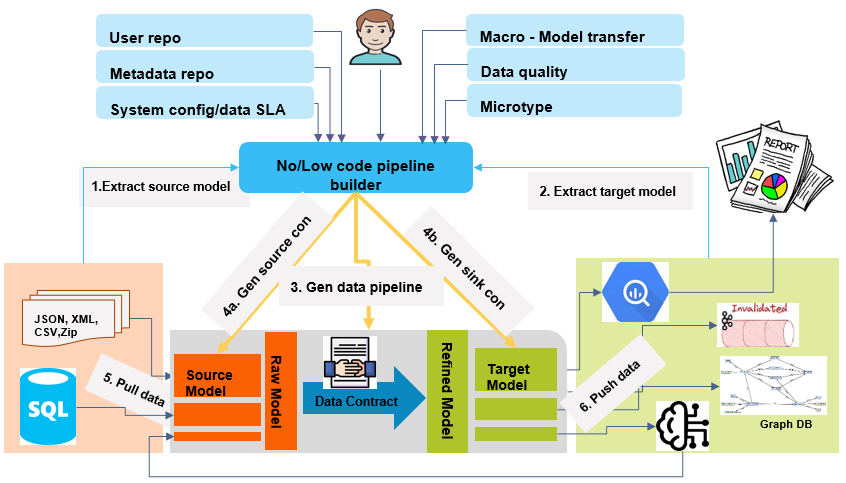 User repo
Metadata repo
System config/data SLA
Macro - Model transfer
Data quality
Microtype
No/Low code pipeline
builder
1.Extract source model
2. Extract target model
REPORT
4a. Gen source con
3. Gen data pipeline
4b. Gen sink con
JSON, XML,
CSV,Zip
SQL
5. Pull data
Source
Model
Raw Model
Data Contract
Refined Model
Target
Model
6. Push data
Invalidated
Graph DB